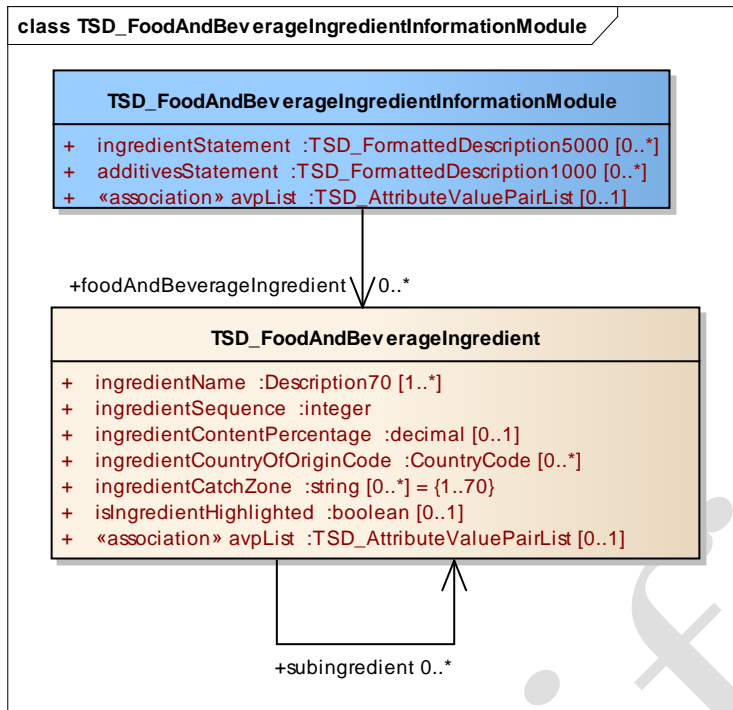 class TSD_FoodAndBeverageIngredientInformationModule
TSD_FoodAndBeverageIngredientInformationModule
+ ingredientStatement :TSD_FormattedDescription5000 [0..*]
+ additivesStatement :TSD_FormattedDescription1000 [0..*]
+ «association» avpList :TSD_AttributeValuePairList [0..1]
+foodAndBeverageIngredient 0..*
TSD_FoodAndBeverageIngredient
+ ingredientName :Description70 [1..*]
+ ingredientSequence :integer
+ ingredientContentPercentage :decimal [0..1]
+ ingredientCountryOfOriginCode :CountryCode [0..*]
+ ingredientCatchZone :string [0..*] = {1..70}
+ isIngredientHighlighted :boolean [0..1]
+ «association» avpList :TSD_AttributeValuePairList [0..1]
+subingredient 0..*